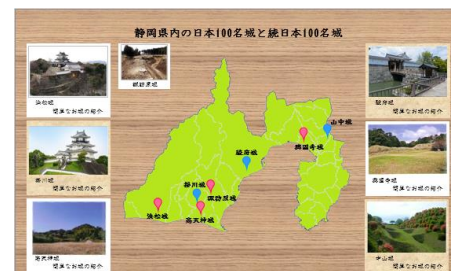 静岡県内の日本100名城と続日本100名城
浜松城
簡単なお城の紹介
諏訪原城
駿府城
簡単なお城の紹介
掛川城
簡単なお城の紹介
興国寺城
簡単なお城の紹介
高天神城
簡単なお城の紹介
中山城
簡単なお城の紹介
山中城
興国寺城
駿府城
掛川城
諏訪原城
浜松城
高天神城